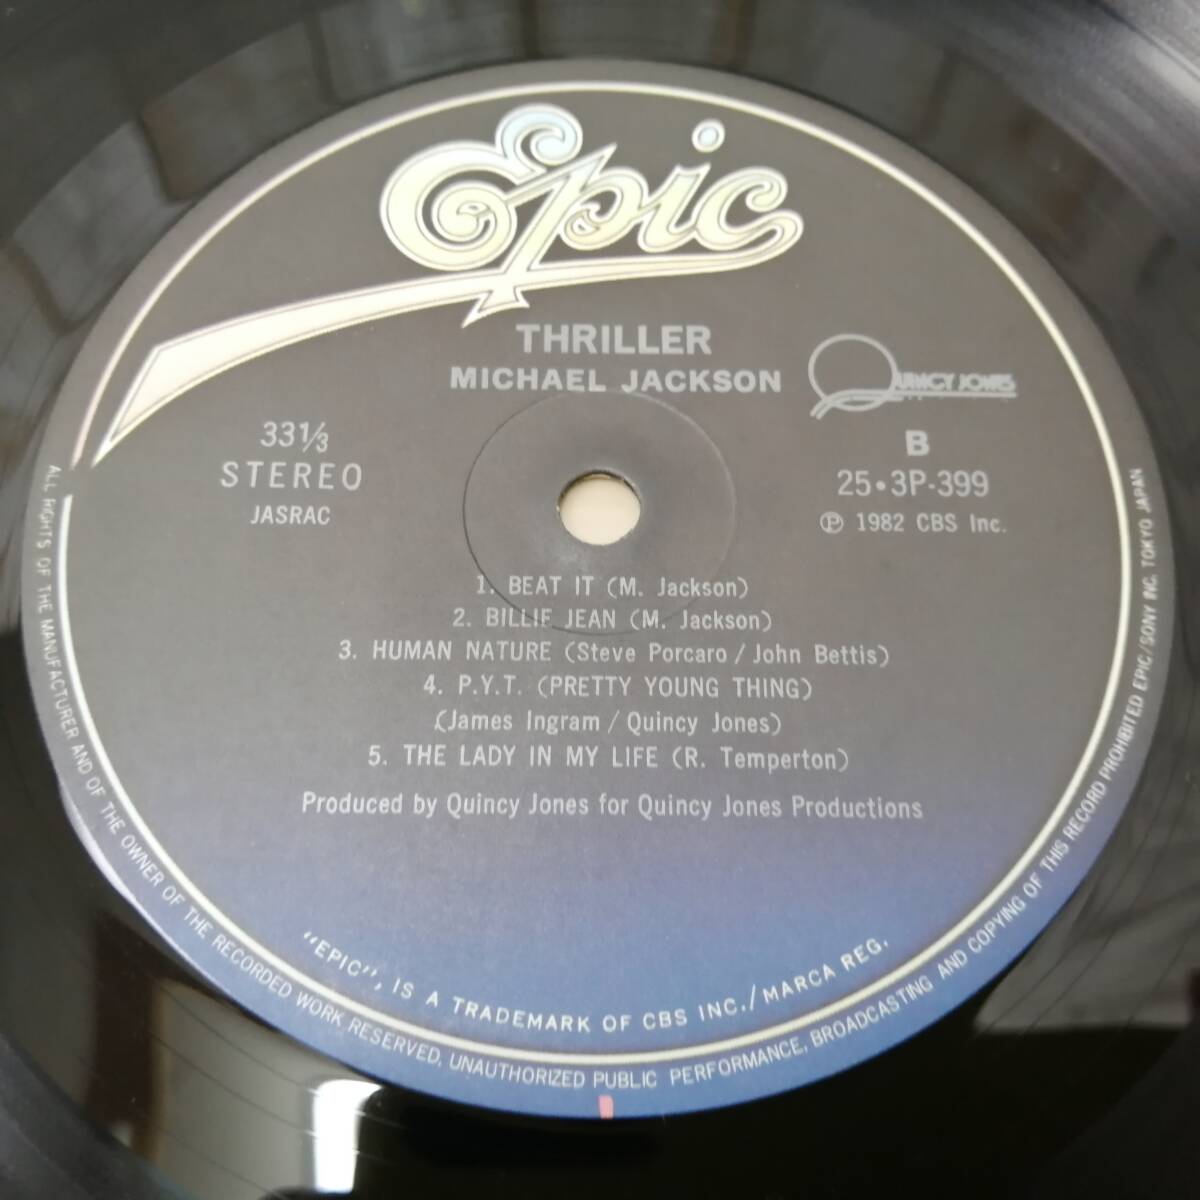 Epic
THRILLER
MICHAEL JACKSON
QUINCY JONES
33⅓
STEREO
JASRAC
B
25•3P-399
Ⓟ 1982 CBS Inc.
1. BEAT IT (M. Jackson)
2. BILLIE JEAN (M. Jackson)
3. HUMAN NATURE (Steve Porcaro / John Bettis)
4. P.Y.T. (PRETTY YOUNG THING)
(James Ingram / Quincy Jones)
5. THE LADY IN MY LIFE (R. Temperton)
Produced by Quincy Jones for Quincy Jones Productions
"EPIC", IS A TRADEMARK OF CBS INC./MARCA REG.
ALL RIGHTS OF THE MANUFACTURER AND OF THE OWNER OF THE RECORDED WORK RESERVED. UNAUTHORIZED PUBLIC PERFORMANCE, BROADCASTING AND COPYING OF THIS RECORD PROHIBITED EPIC/SONY INC. TOKYO JAPAN